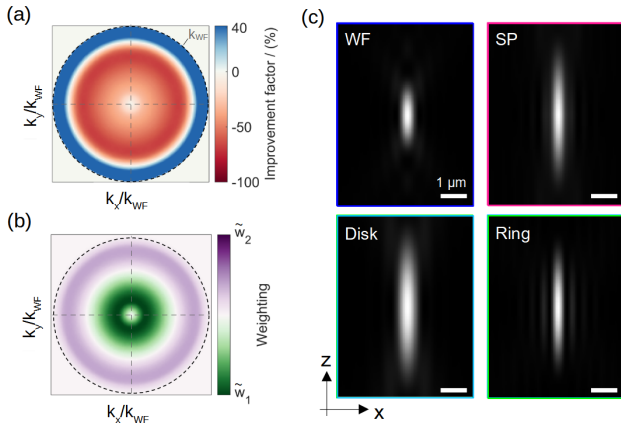 (a)
k_WF
k_y/k_WF
k_x/k_WF
40
0
-50
-100
Improvement factor / (%)
(b)
k_y/k_WF
k_x/k_WF
w̃_2
w̃_1
Weighting
(c)
WF
1 µm
SP
Disk
Ring
z
x